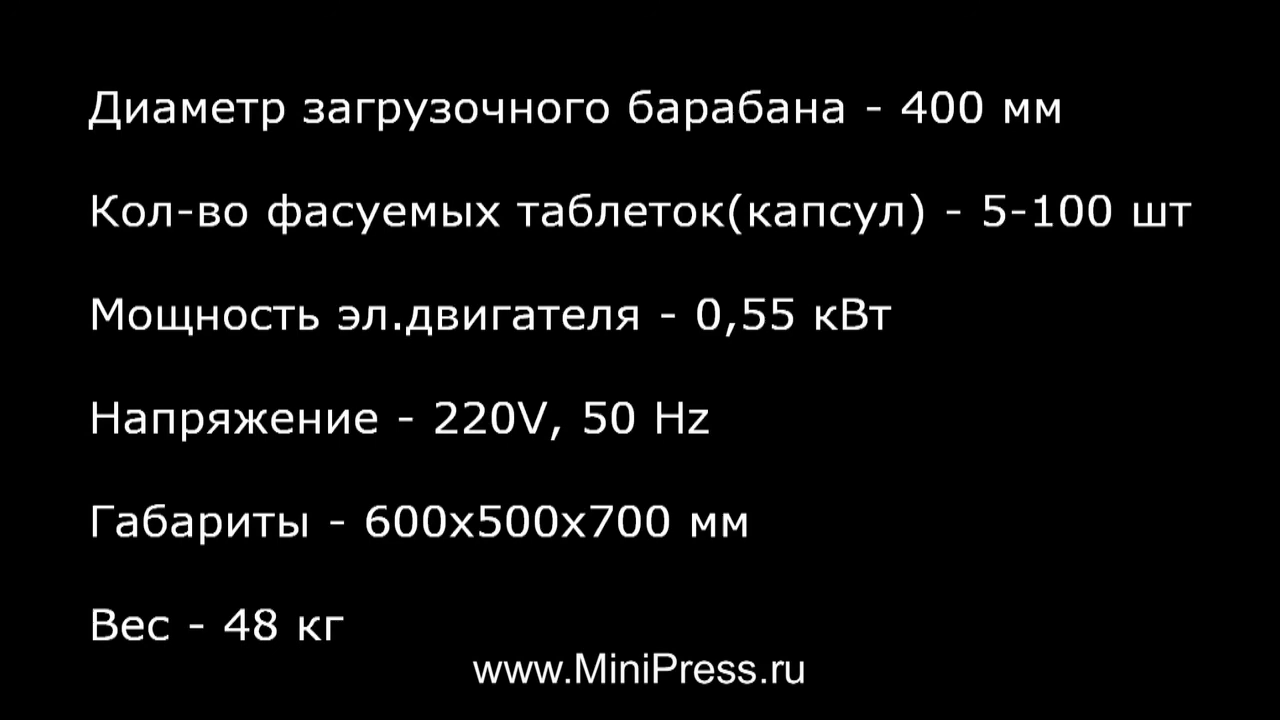 Диаметр загрузочного барабана - 400 мм
Кол-во фасуемых таблеток(капсул) - 5-100 шт
Мощность эл.двигателя - 0,55 кВт
Напряжение - 220V, 50 Hz
Габариты - 600x500x700 мм
Вес - 48 кг
www.MiniPress.ru